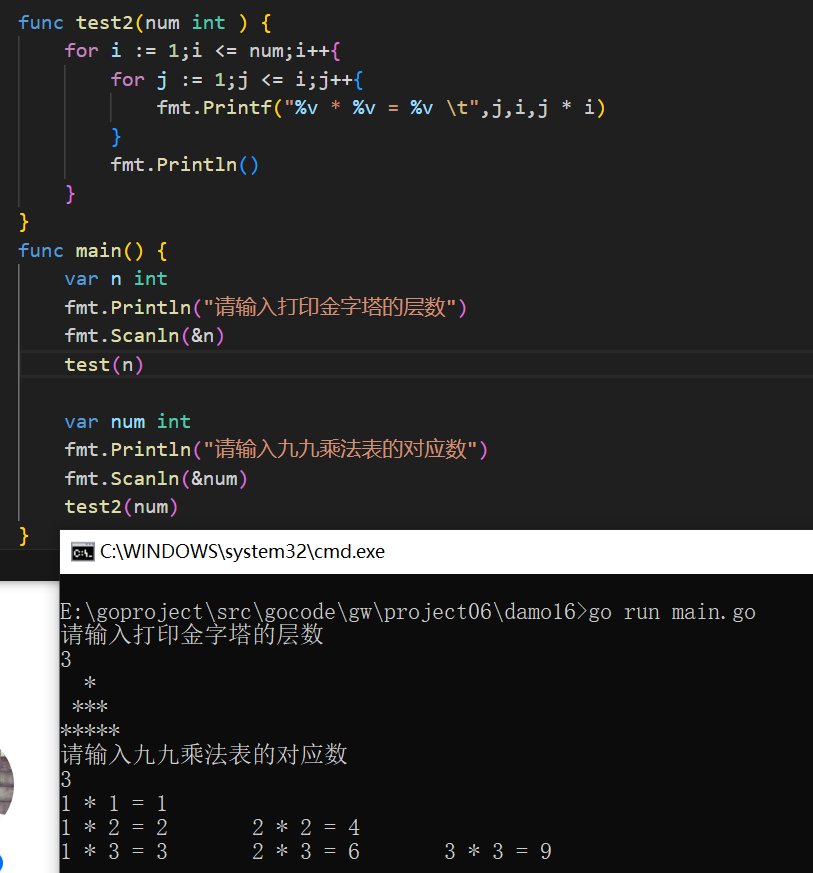 func test2(num int ) {
    for i := 1;i <= num;i++{
        for j := 1;j <= i;j++{
            fmt.Printf("%v * %v = %v \t",j,i,j * i)
        }
        fmt.Println()
    }
}
func main() {
    var n int
    fmt.Println("请输入打印金字塔的层数")
    fmt.Scanln(&n)
    test(n)

    var num int
    fmt.Println("请输入九九乘法表的对应数")
    fmt.Scanln(&num)
    test2(num)
}
C:\WINDOWS\system32\cmd.exe
E:\goproject\src\gocode\gw\project06\damo16>go run main.go
请输入打印金字塔的层数
3
  *
 ***
*****
请输入九九乘法表的对应数
3
1 * 1 = 1
1 * 2 = 2       2 * 2 = 4
1 * 3 = 3       2 * 3 = 6       3 * 3 = 9